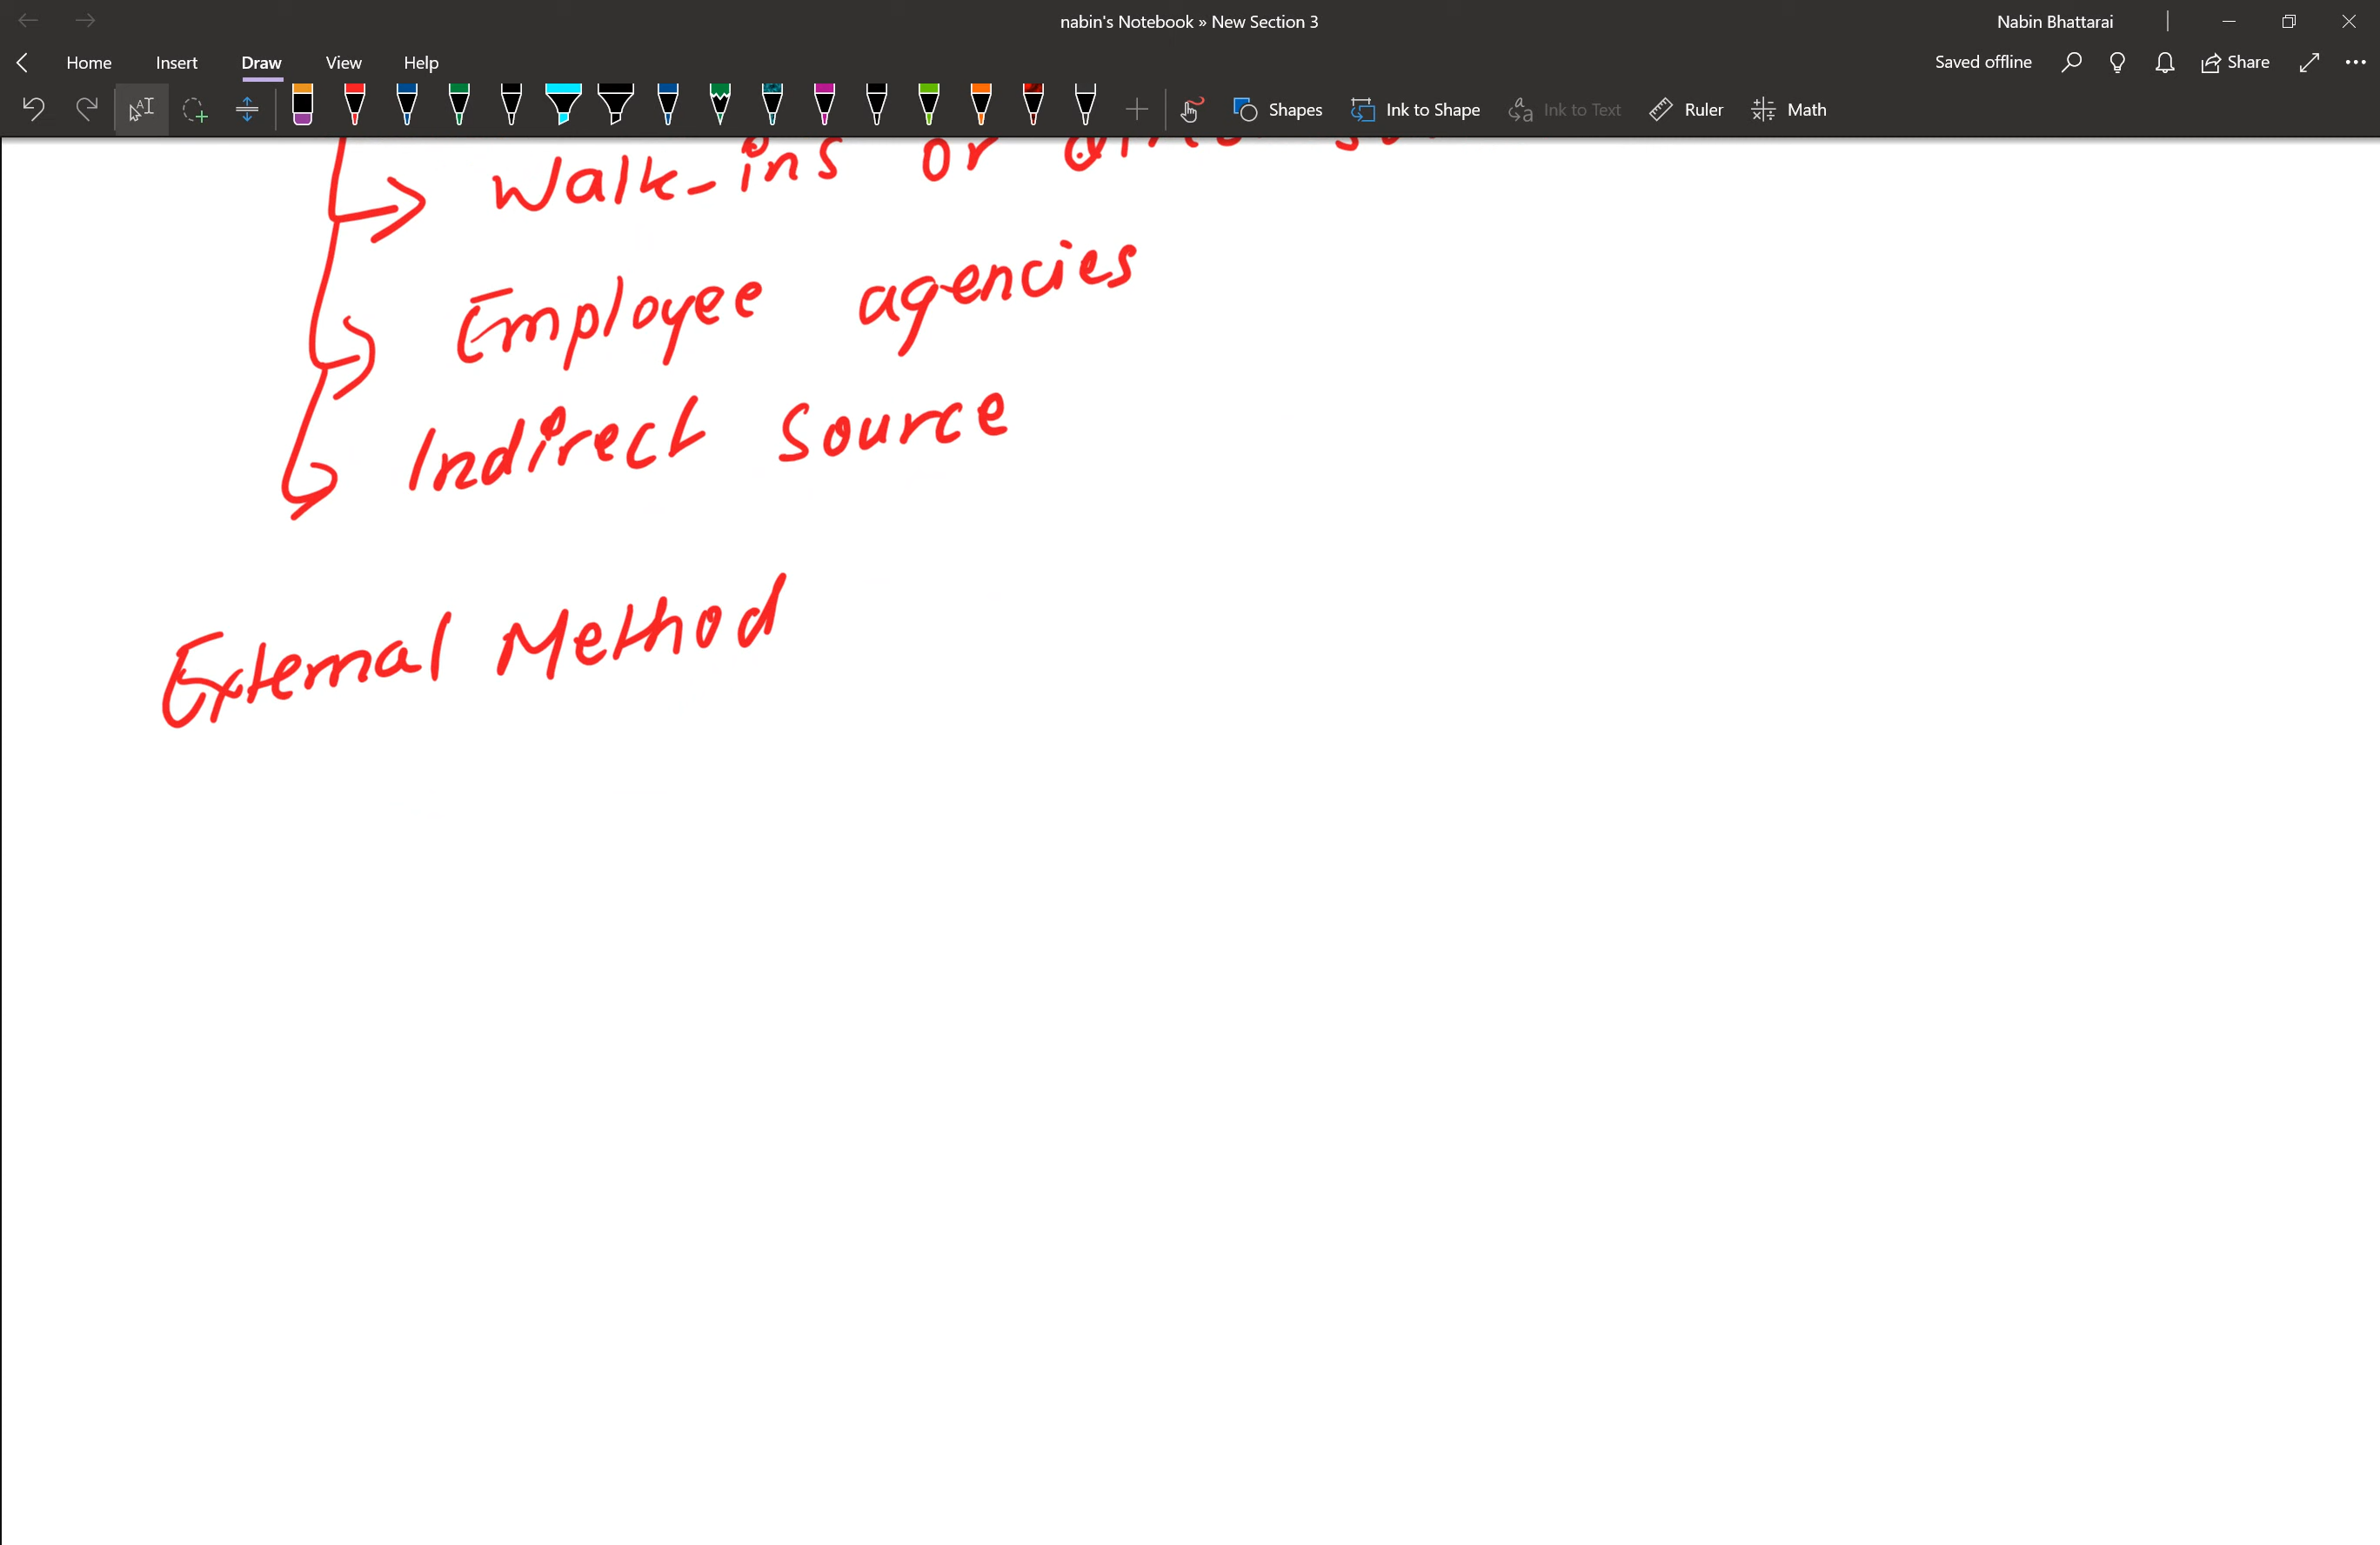 nabin's Notebook » New Section 3
Nabin Bhattarai
Home Insert Draw View Help
Saved offline
Share
Shapes Ink to Shape Ink to Text Ruler Math
Walk-ins or
Employee agencies
Indirect Source
External Method